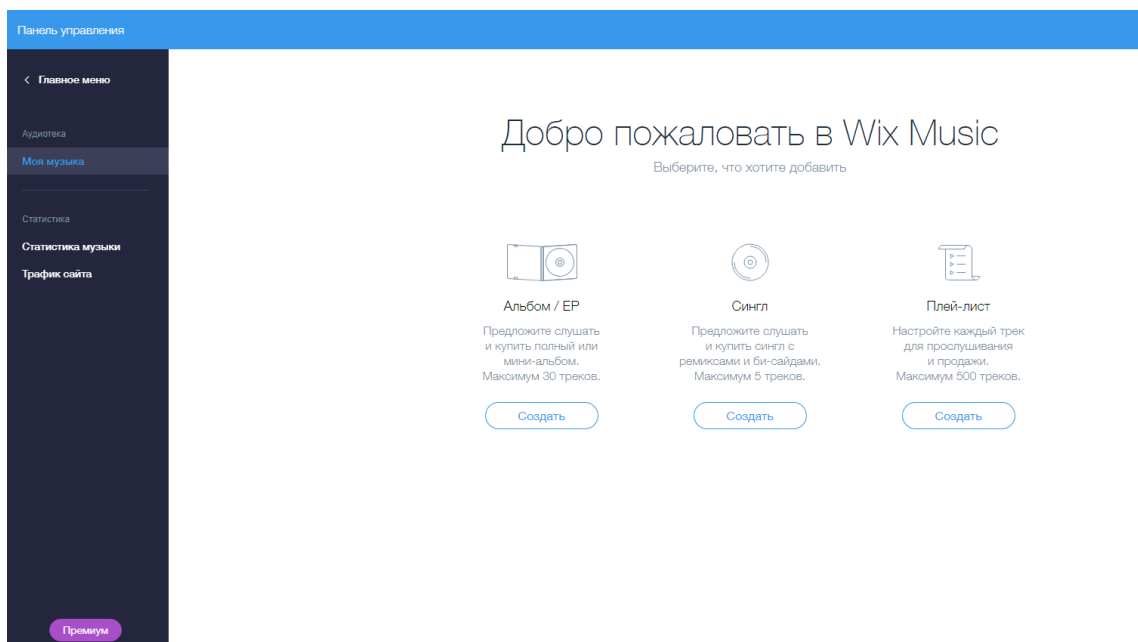 Панель управления
Главное меню
Аудиотека
Моя музыка
Статистика
Статистика музыки
Трафик сайта
Премиум
Добро пожаловать в Wix Music
Выберите, что хотите добавить
Альбом / EP
Предложите слушать
и купить полный или
мини-альбом.
Максимум 30 треков.
Создать
Сингл
Предложите слушать
и купить сингл с
ремиксами и би-сайдами.
Максимум 5 треков.
Создать
Плей-лист
Настройте каждый трек
для прослушивания
и продажи.
Максимум 500 треков.
Создать